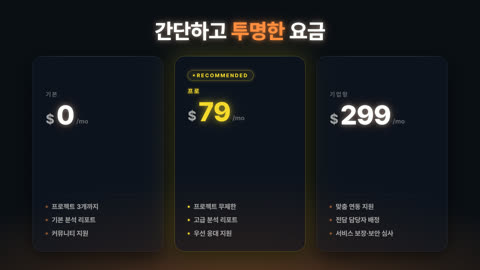 간단하고 투명한 요금
기본
$0/mo
• 프로젝트 3개까지
• 기본 분석 리포트
• 커뮤니티 지원
✦RECOMMENDED
프로
$79/mo
• 프로젝트 무제한
• 고급 분석 리포트
• 우선 응대 지원
기업형
$299/mo
• 맞춤 연동 지원
• 전담 담당자 배정
• 서비스 보장·보안 심사